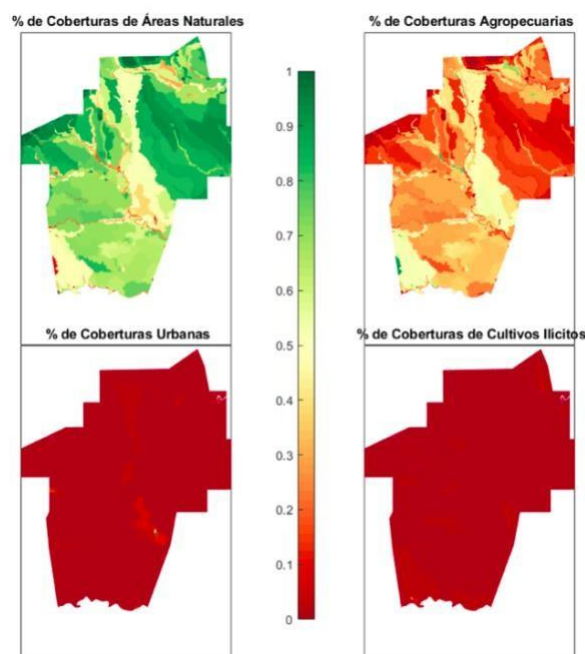 % de Coberturas de Áreas Naturales
% de Coberturas Agropecuarias
1
0.9
0.8
0.7
0.6
0.5
0.4
0.3
0.2
0.1
0
% de Coberturas Urbanas
% de Coberturas de Cultivos Ilícitos